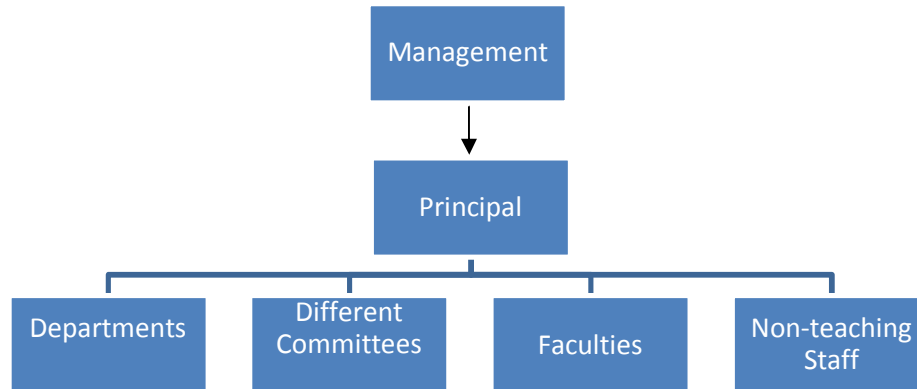 Management
Principal
Departments
Different
Committees
Faculties
Non-teaching
Staff